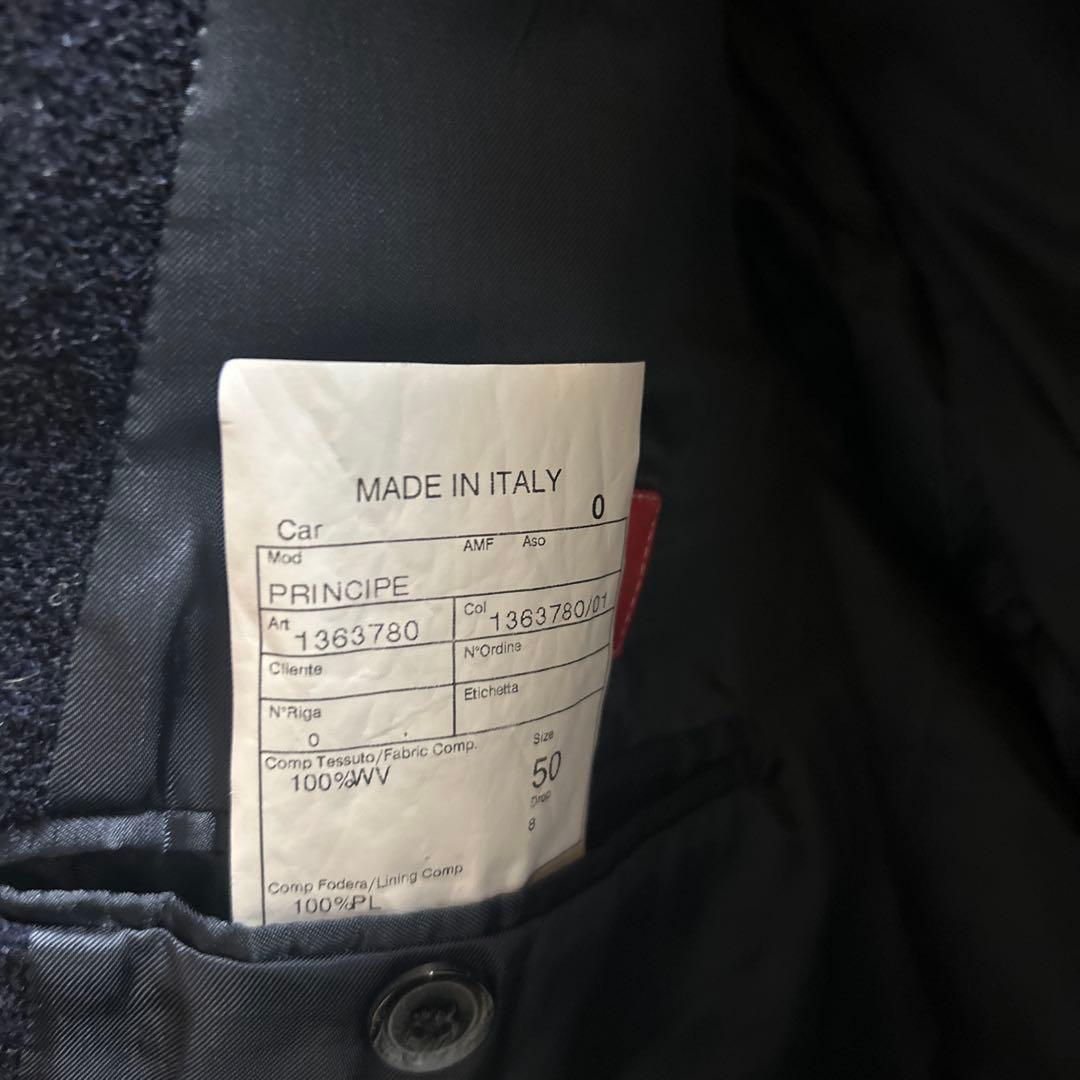 MADE IN ITALY
Car 0
Mod AMF Aso
PRINCIPE
Art 1363780 Col 1363780/01
Cliente N°Ordine
N°Riga Etichetta
0
Comp Tessuto/Fabric Comp. Size
100%WV 50
Drop
8
Comp Fodera/Lining Comp
100%PL